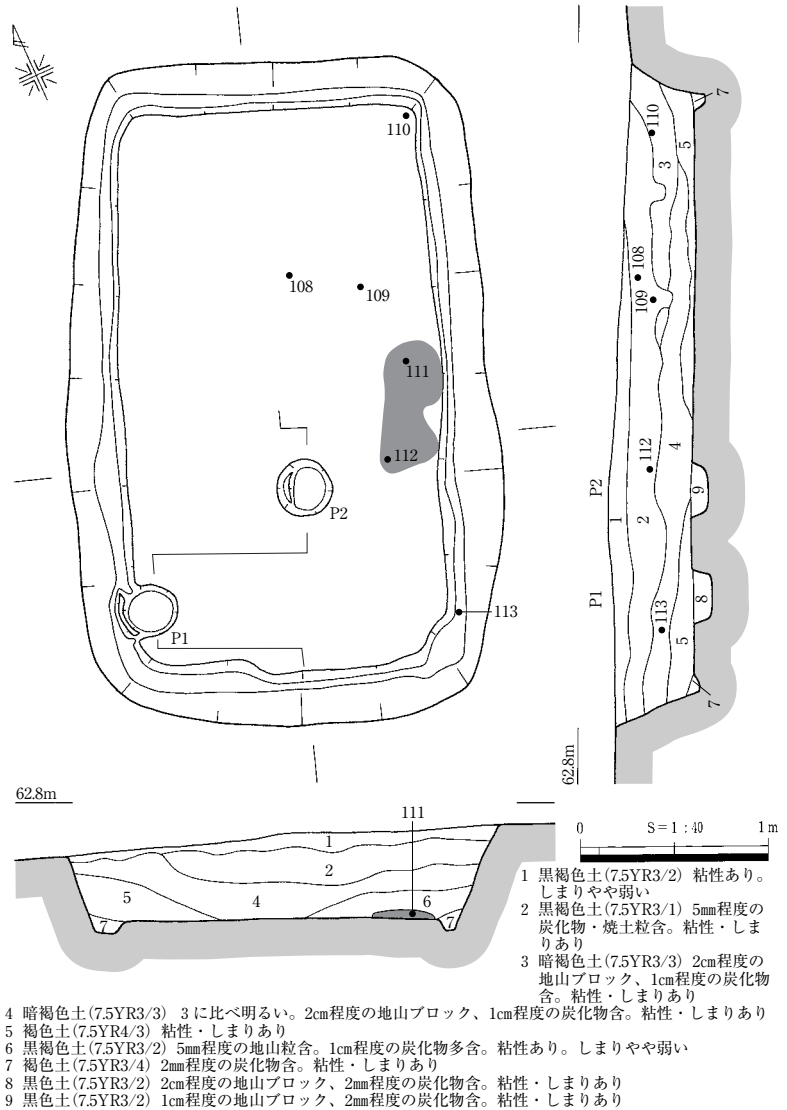 110
108
109
111
112
P2
P1
113
7
110
5
3
108
109
112
4
P2
9
1
2
P1
8
113
5
7
62.8m
62.8m
111
1
2
5
4
6
7
7
0
S=1:40
1m
1 黒褐色土(7.5YR3/2) 粘性あり。
しまりやや弱い
2 黒褐色土(7.5YR3/1) 5㎜程度の
炭化物・焼土粒含。粘性・しま
りあり
3 暗褐色土(7.5YR3/3) 2㎝程度の
地山ブロック、1㎝程度の炭化物
含。粘性・しまりあり
4 暗褐色土(7.5YR3/3) 3に比べ明るい。2㎝程度の地山ブロック、1㎝程度の炭化物含。粘性・しまりあり
5 褐色土(7.5YR4/3) 粘性・しまりあり
6 黒褐色土(7.5YR3/2) 5㎜程度の地山粒含。1㎝程度の炭化物多含。粘性あり。しまりやや弱い
7 褐色土(7.5YR3/4) 2㎜程度の炭化物含。粘性・しまりあり
8 黒色土(7.5YR3/2) 2㎝程度の地山ブロック、2㎜程度の炭化物含。粘性・しまりあり
9 黒色土(7.5YR3/2) 1㎝程度の地山ブロック、2㎜程度の炭化物含。粘性・しまりあり